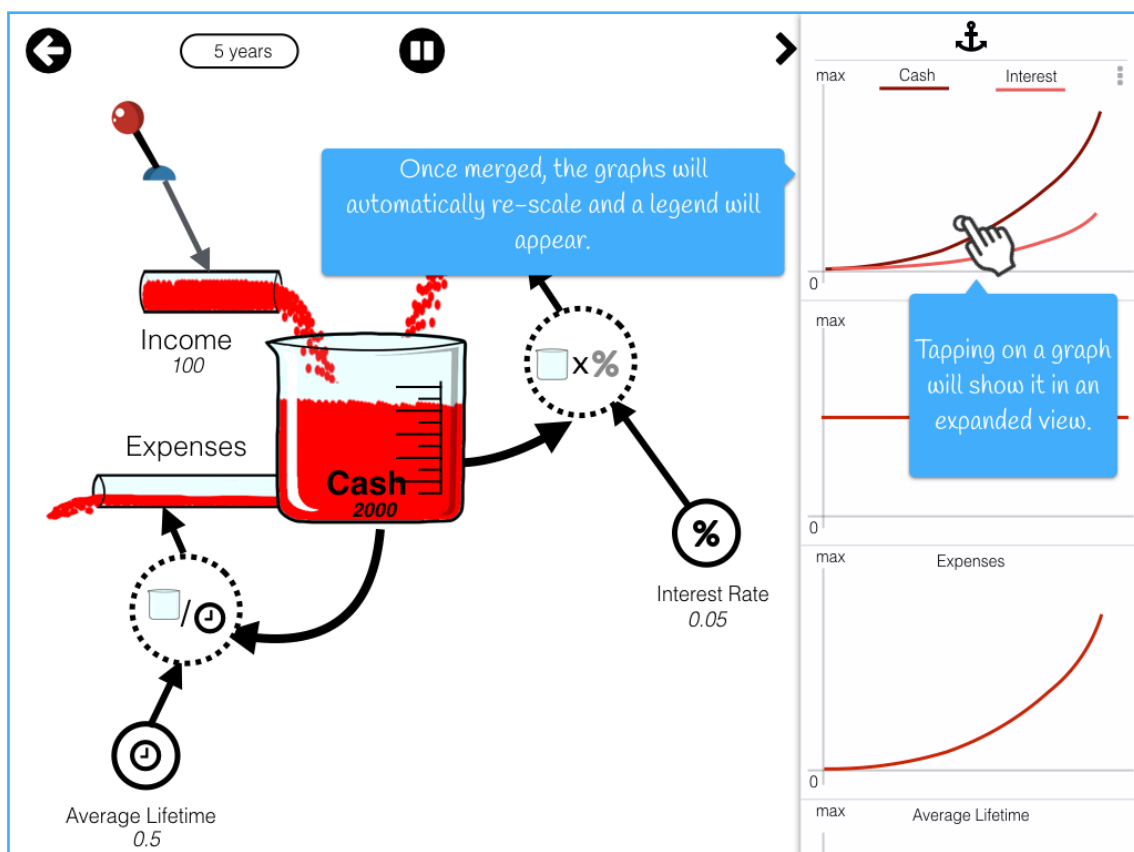 5 years
max
Cash
Interest
Once merged, the graphs will
automatically re-scale and a legend will
appear.
0
Income
100
max
Tapping on a graph
will show it in an
expanded view.
x%
Expenses
Cash
2000
%
0
max
Expenses
/
Interest Rate
0.05
0
Average Lifetime
0.5
max
Average Lifetime